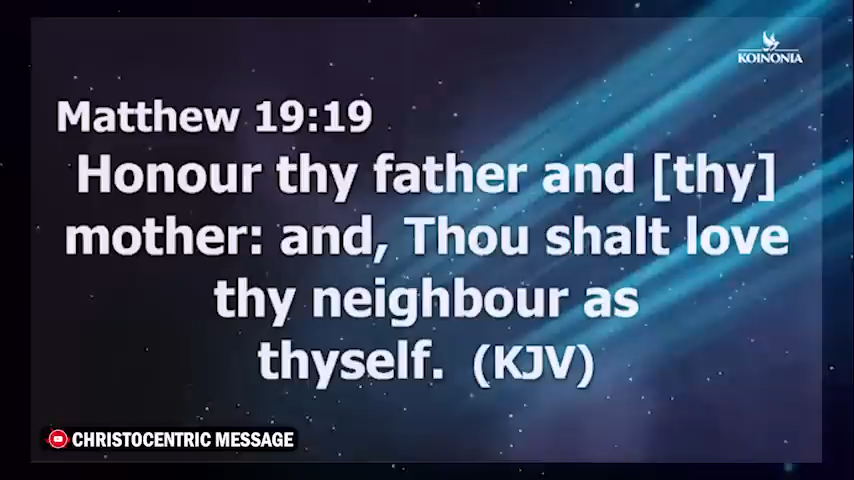 KOINONIA
Matthew 19:19
Honour thy father and [thy]
mother: and, Thou shalt love
thy neighbour as
thyself. (KJV)
CHRISTOCENTRIC MESSAGE